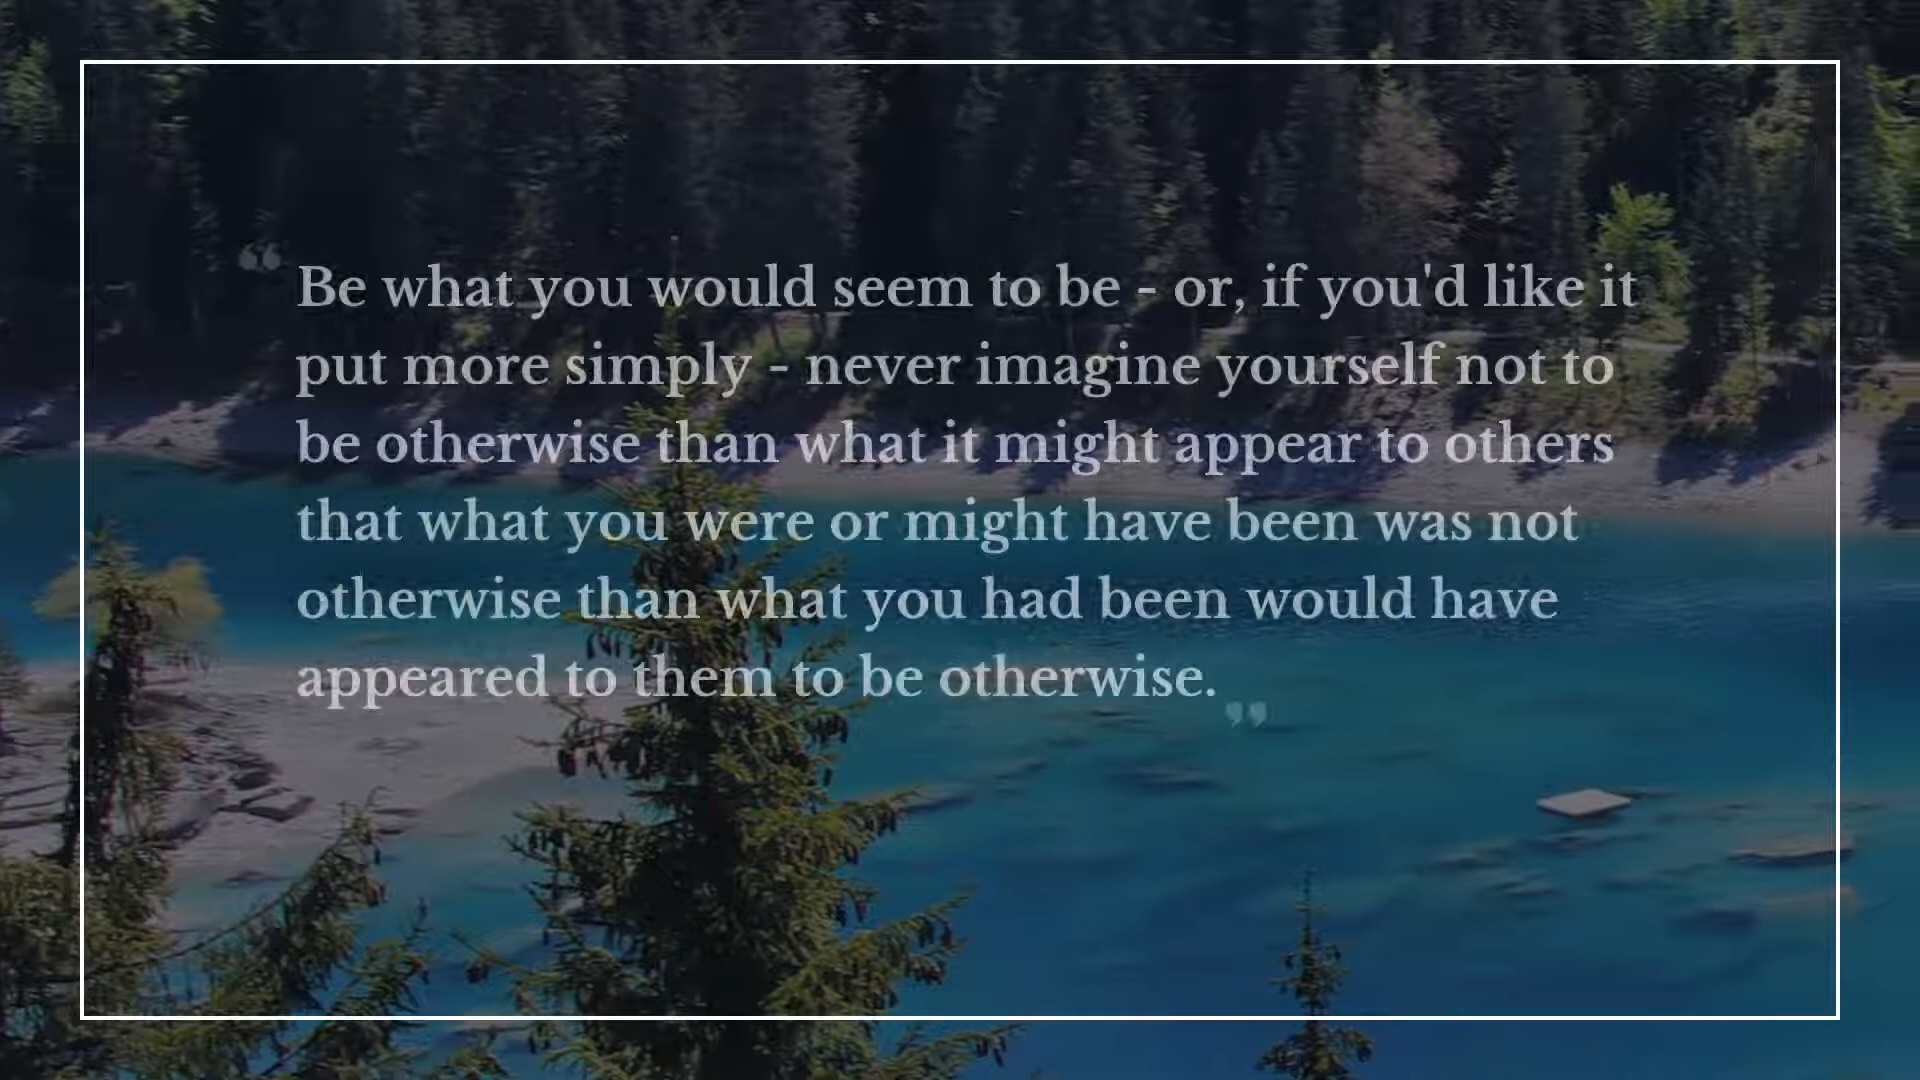 “ Be what you would seem to be - or, if you'd like it
put more simply - never imagine yourself not to
be otherwise than what it might appear to others
that what you were or might have been was not
otherwise than what you had been would have
appeared to them to be otherwise. ”